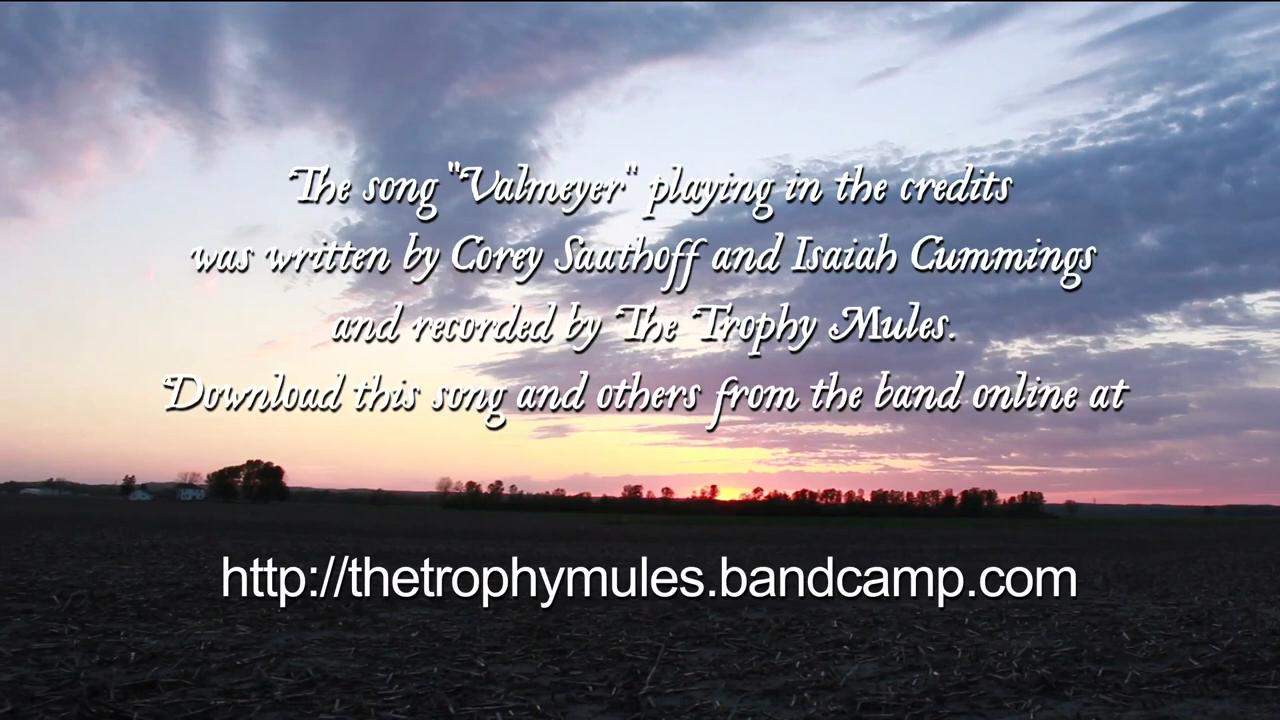 The song "Valmeyer" playing in the credits
was written by Corey Saathoff and Isaiah Cummings
and recorded by The Trophy Mules.
Download this song and others from the band online at
http://thetrophymules.bandcamp.com